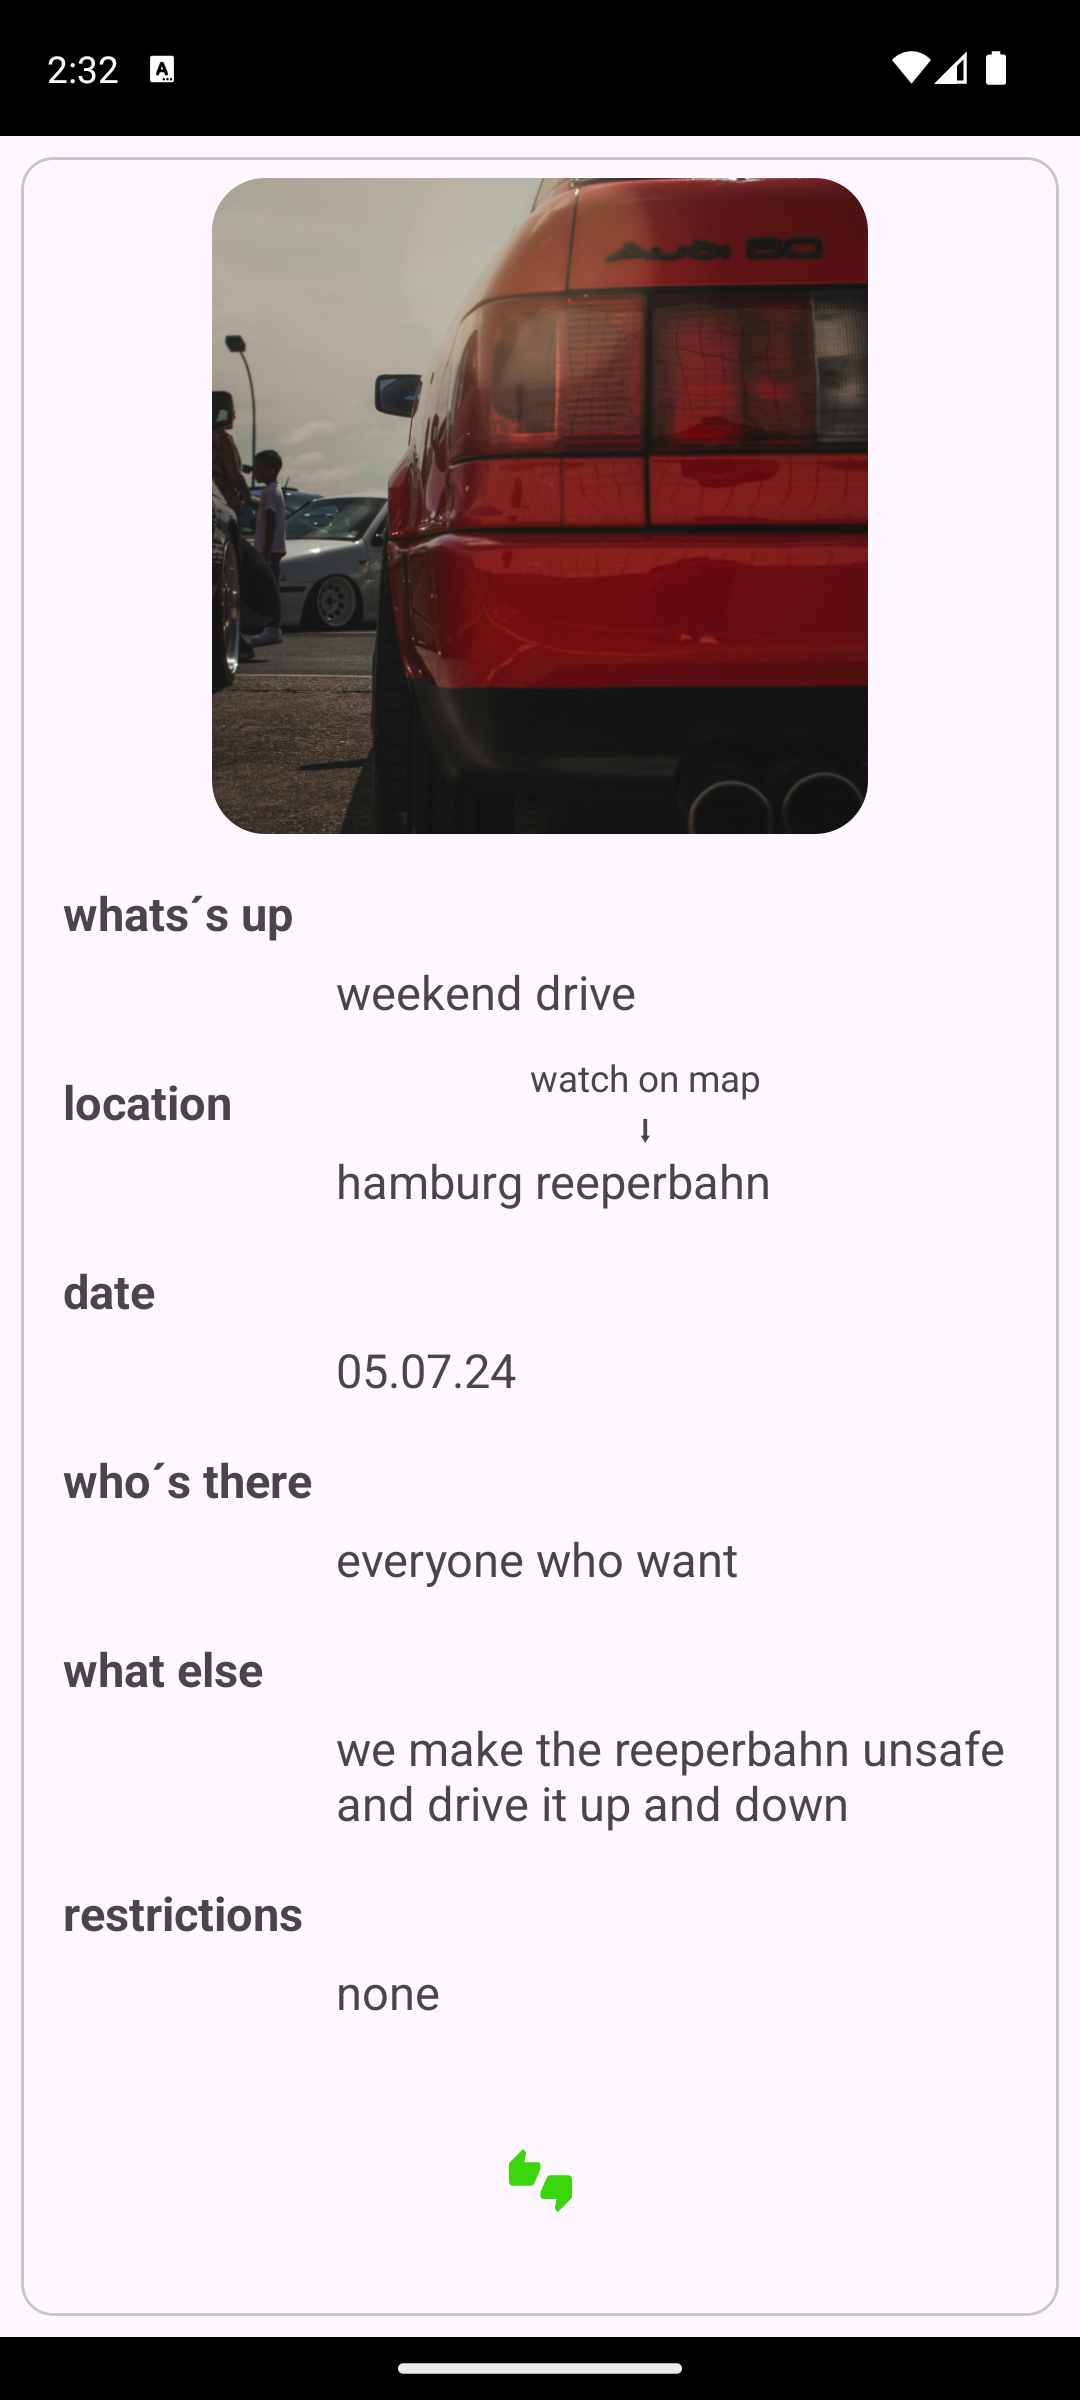 2:32
A
Audi 80
whats´s up
weekend drive
watch on map
location
hamburg reeperbahn
date
05.07.24
who´s there
everyone who want
what else
we make the reeperbahn unsafe
and drive it up and down
restrictions
none